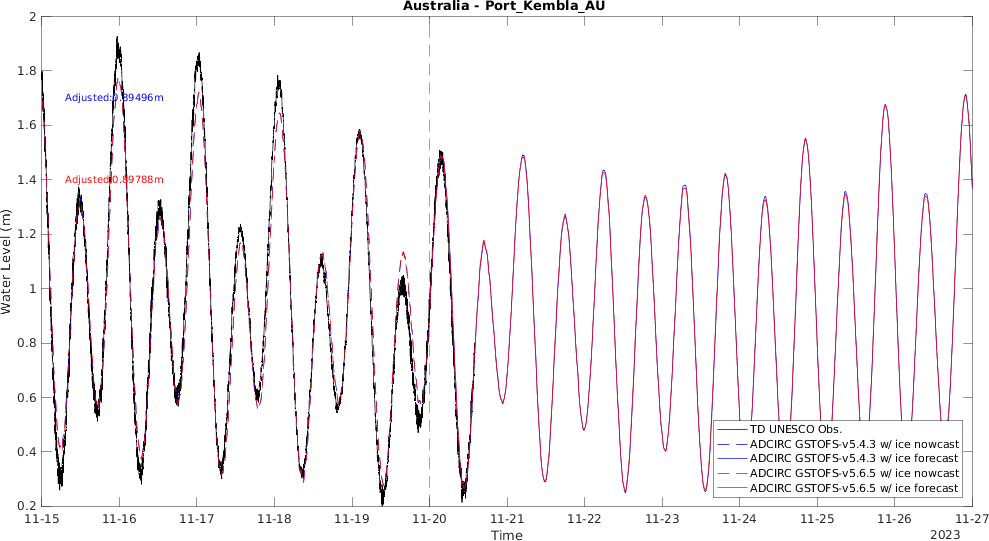 Australia - Port_Kembla_AU
Water Level (m)
2
1.8
1.6
1.4
1.2
1
0.8
0.6
0.4
0.2
Adjusted:0.89496m
Adjusted:0.89788m
TD UNESCO Obs.
ADCIRC GSTOFS-v5.4.3 w/ ice nowcast
ADCIRC GSTOFS-v5.4.3 w/ ice forecast
ADCIRC GSTOFS-v5.6.5 w/ ice nowcast
ADCIRC GSTOFS-v5.6.5 w/ ice forecast
11-15 11-16 11-17 11-18 11-19 11-20 11-21 11-22 11-23 11-24 11-25 11-26 11-27
Time
2023